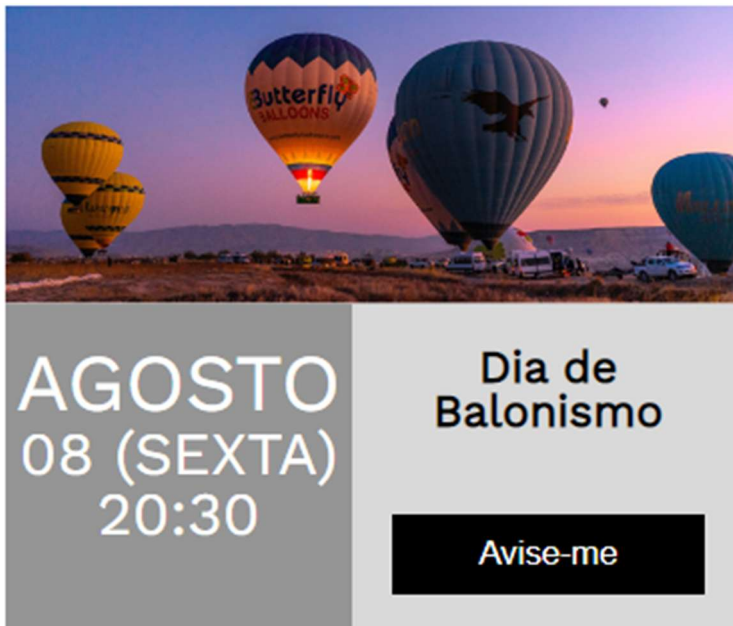 Butterfly
BALLOONS
AGOSTO
08 (SEXTA)
20:30
Dia de
Balonismo
Avise-me